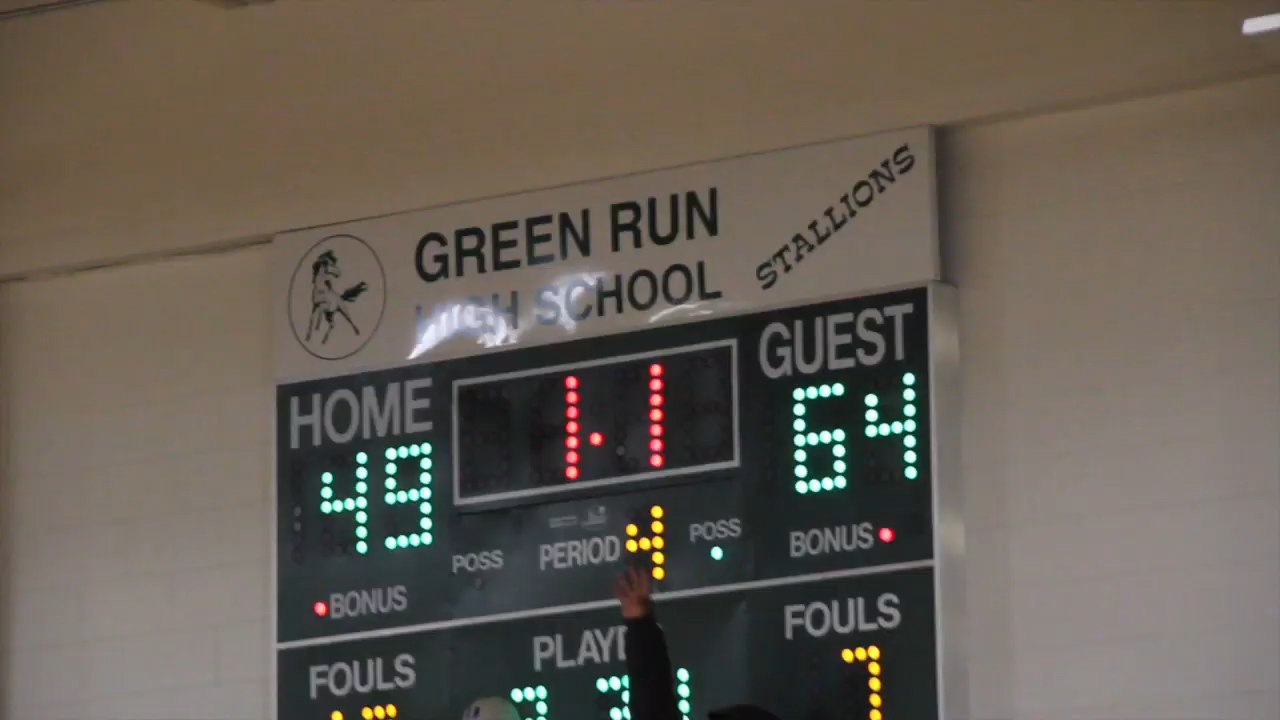 GREEN RUN
HIGH SCHOOL
STALLIONS
HOME
GUEST
49
1.1
64
POSS
PERIOD 4
POSS
BONUS
BONUS
FOULS
FOULS
7